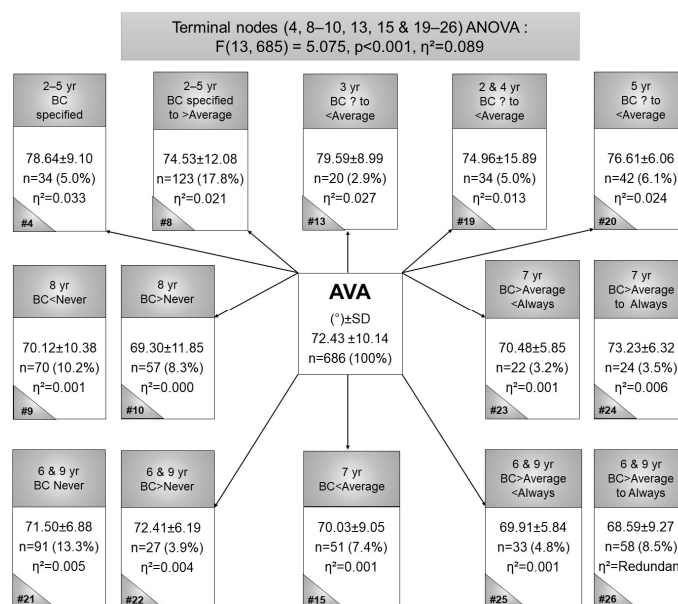 Terminal nodes (4, 8–10, 13, 15 & 19–26) ANOVA :
F(13, 685) = 5.075, p<0.001, η²=0.089
2–5 yr
BC
specified
78.64±9.10
n=34 (5.0%)
η²=0.033
#4
2–5 yr
BC specified
to >Average
74.53±12.08
n=123 (17.8%)
η²=0.021
#8
3 yr
BC ? to
<Average
79.59±8.99
n=20 (2.9%)
η²=0.027
#13
2 & 4 yr
BC ? to
<Average
74.96±15.89
n=34 (5.0%)
η²=0.013
#19
5 yr
BC ? to
<Average
76.61±6.06
n=42 (6.1%)
η²=0.024
#20
8 yr
BC<Never
70.12±10.38
n=70 (10.2%)
η²=0.001
#9
8 yr
BC>Never
69.30±11.85
n=57 (8.3%)
η²=0.000
#10
AVA
(°)±SD
72.43 ±10.14
n=686 (100%)
7 yr
BC>Average
<Always
70.48±5.85
n=22 (3.2%)
η²=0.001
#23
7 yr
BC>Average
to Always
73.23±6.32
n=24 (3.5%)
η²=0.006
#24
6 & 9 yr
BC Never
71.50±6.88
n=91 (13.3%)
η²=0.005
#21
6 & 9 yr
BC>Never
72.41±6.19
n=27 (3.9%)
η²=0.004
#22
7 yr
BC<Average
70.03±9.05
n=51 (7.4%)
η²=0.001
#15
6 & 9 yr
BC>Average
<Always
69.91±5.84
n=33 (4.8%)
η²=0.001
#25
6 & 9 yr
BC>Average
to Always
68.59±9.27
n=58 (8.5%)
η²=Redundan
#26